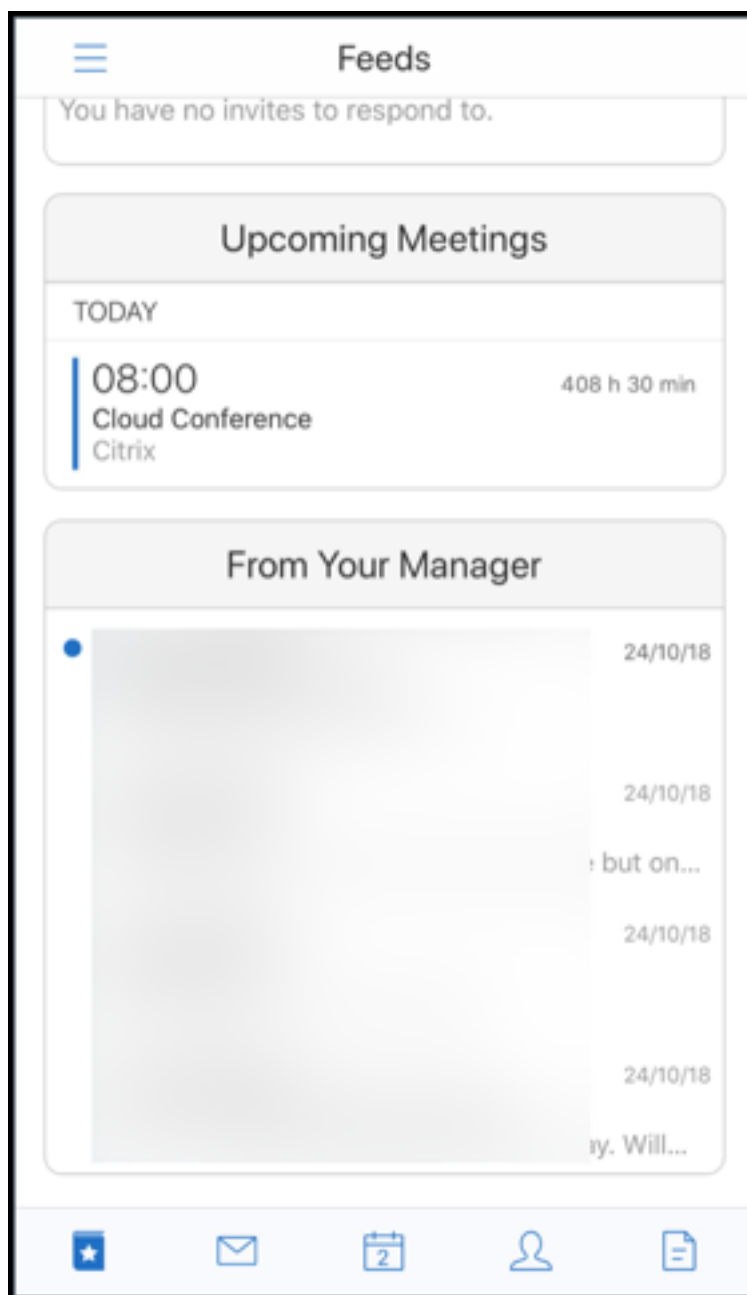 Feeds
You have no invites to respond to.
Upcoming Meetings
TODAY
08:00
408 h 30 min
Cloud Conference
Citrix
From Your Manager
24/10/18
24/10/18
but on...
24/10/18
24/10/18
Will...
2